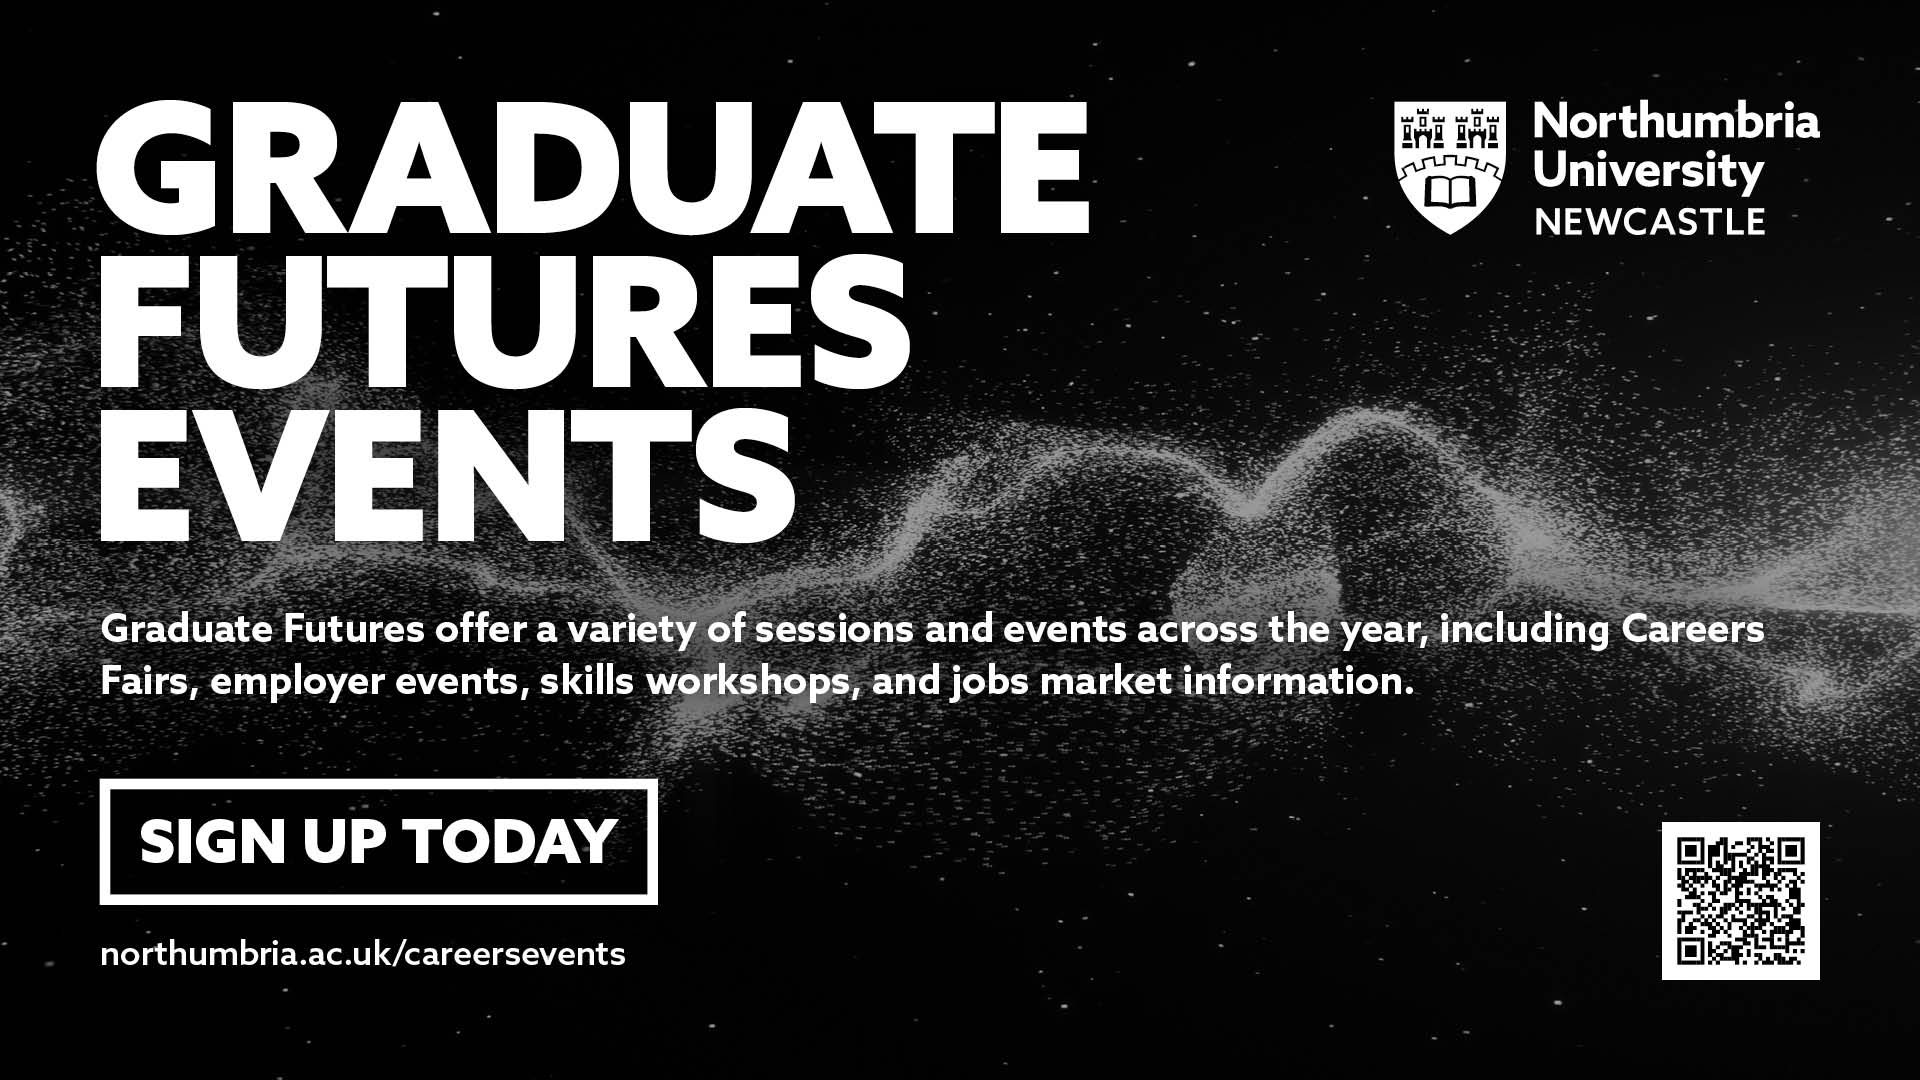 GRADUATE
FUTURES
EVENTS
Northumbria
University
NEWCASTLE
Graduate Futures offer a variety of sessions and events across the year, including Careers
Fairs, employer events, skills workshops, and jobs market information.
SIGN UP TODAY
northumbria.ac.uk/careersevents